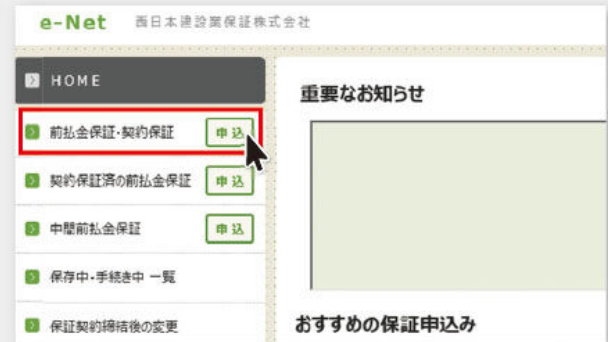 e-Net 西日本建設業保証株式会社
HOME
前払金保証・契約保証 申込
契約保証済の前払金保証 申込
中間前払金保証 申込
保存中・手続き中 一覧
保証契約締結後の変更
重要なお知らせ
おすすめの保証申込み